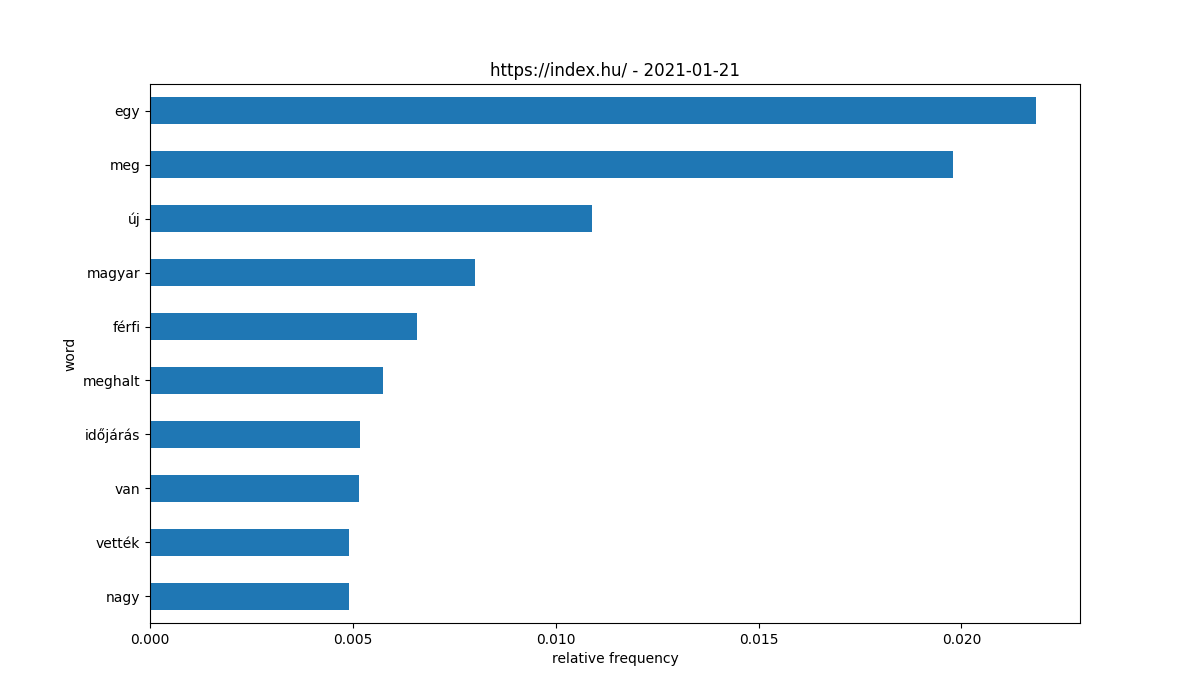 https://index.hu/ - 2021-01-21
egy
meg
új
magyar
férfi
meghalt
időjárás
van
vették
nagy
word
0.000 0.005 0.010 0.015 0.020
relative frequency